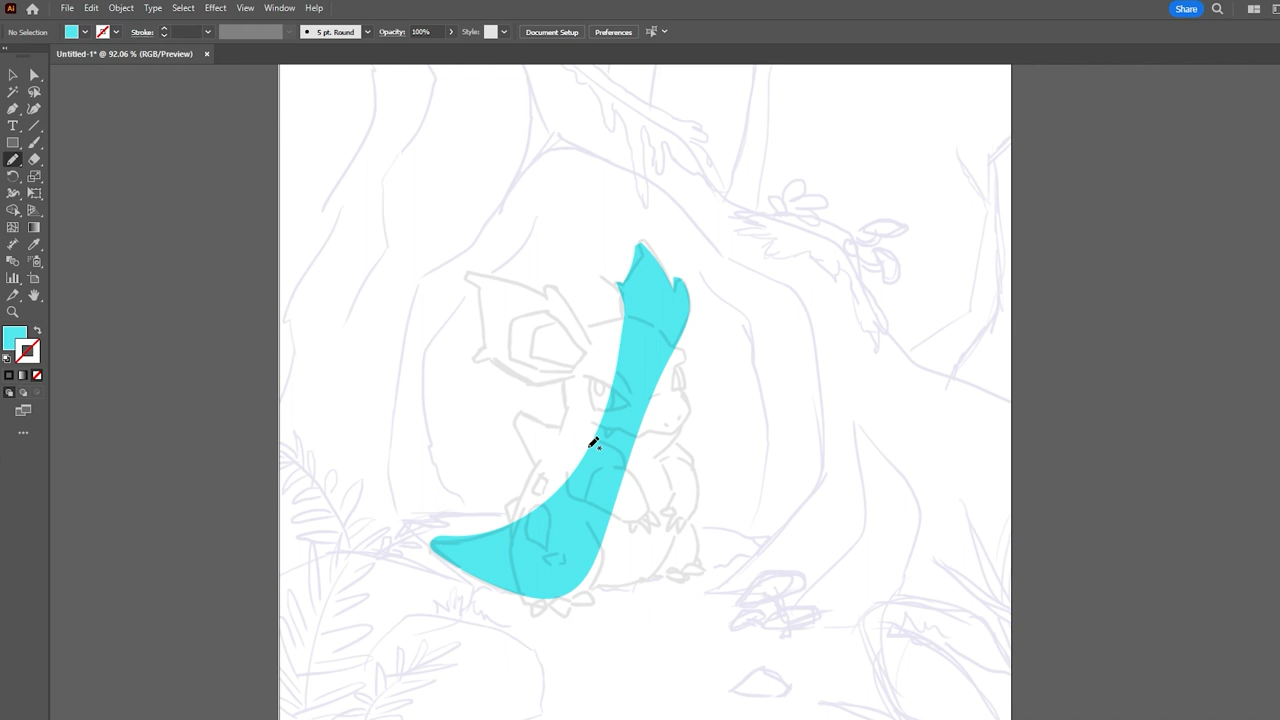 Ai File Edit Object Type Select Effect View Window Help Share
No Selection Stroke: 5 pt. Round Opacity: 100% Style: Document Setup Preferences
Untitled-1* @ 92.06 % (RGB/Preview) ×